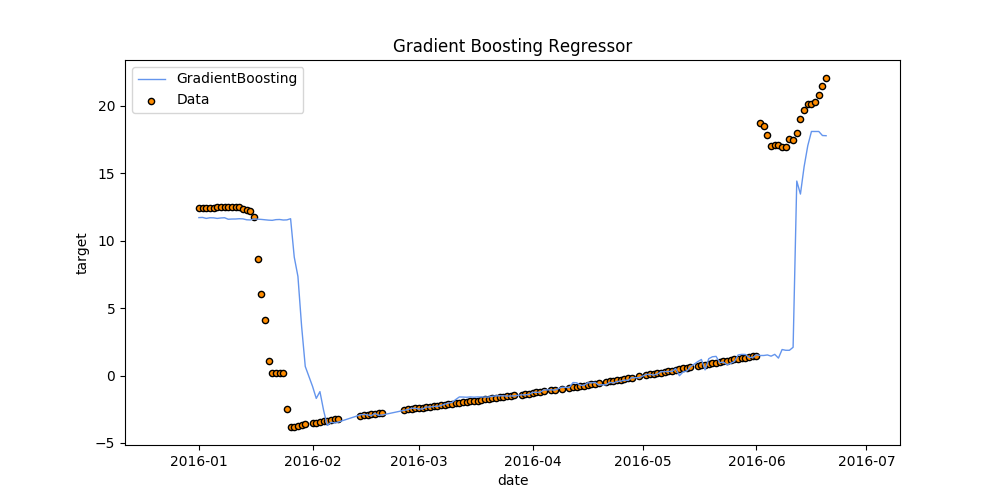 Gradient Boosting Regressor
GradientBoosting
Data
target
20
15
10
5
0
−5
2016-01 2016-02 2016-03 2016-04 2016-05 2016-06 2016-07
date